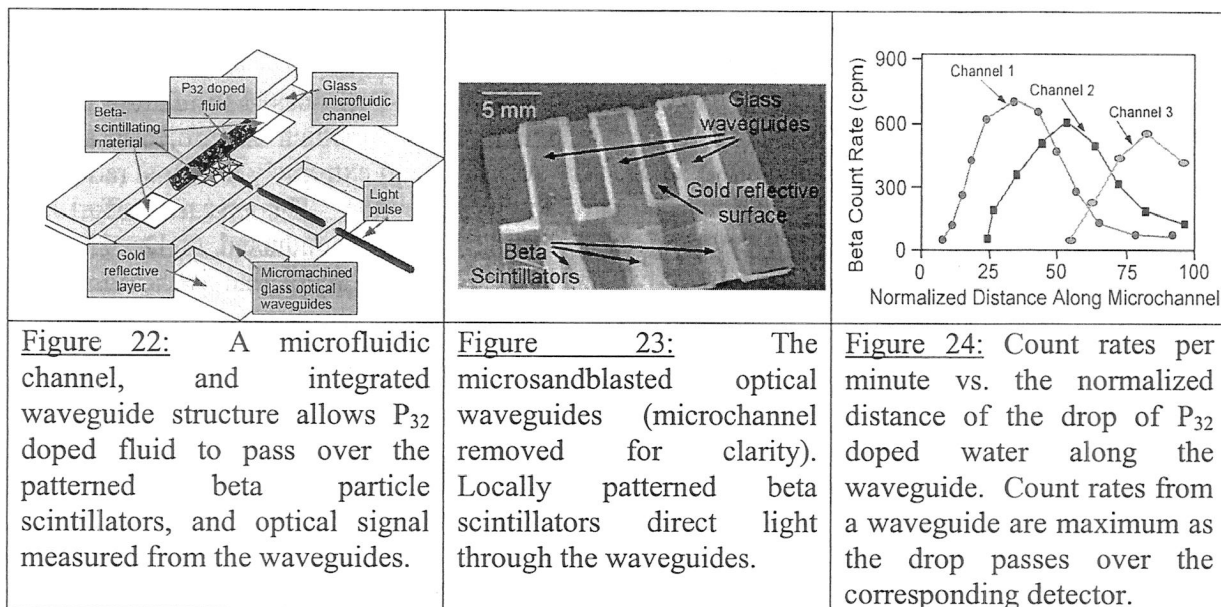 P32 doped
fluid
Glass
microfluidic
channel
Beta-
scintillating
material
Light
pulse
Gold
reflective
layer
Micromachined
glass optical
waveguides
Figure 22: A microfluidic
channel, and integrated
waveguide structure allows P32
doped fluid to pass over the
patterned beta particle
scintillators, and optical signal
measured from the waveguides.
5 mm
Glass
waveguides
Gold reflective
surface
Beta
Scintillators
Figure 23: The
microsandblasted optical
waveguides (microchannel
removed for clarity).
Locally patterned beta
scintillators direct light
through the waveguides.
Beta Count Rate (cpm)
900
600
300
0
Channel 1
Channel 2
Channel 3
0 25 50 75 100
Normalized Distance Along Microchannel
Figure 24: Count rates per
minute vs. the normalized
distance of the drop of P32
doped water along the
waveguide. Count rates from
a waveguide are maximum as
the drop passes over the
corresponding detector.